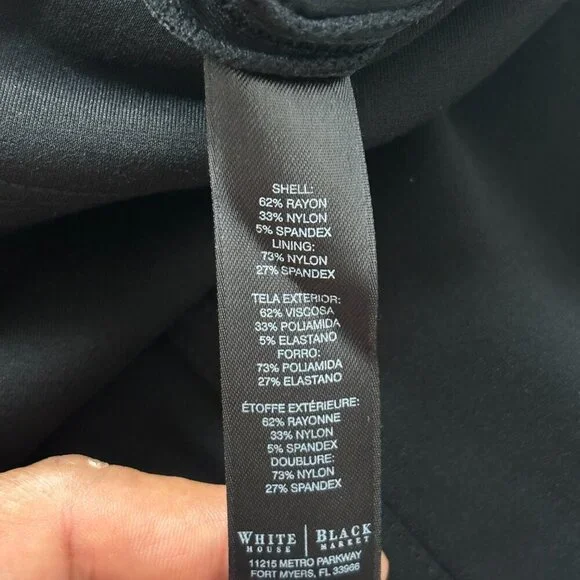 SHELL:
62% RAYON
33% NYLON
5% SPANDEX
LINING:
73% NYLON
27% SPANDEX
TELA EXTERIOR:
62% VISCOSA
33% POLIAMIDA
5% ELASTANO
FORRO:
73% POLIAMIDA
27% ELASTANO
ÉTOFFE EXTÉRIEURE:
62% RAYONNE
33% NYLON
5% SPANDEX
DOUBLURE:
73% NYLON
27% SPANDEX
WHITE | BLACK
HOUSE | MARKET
11215 METRO PARKWAY
FORT MYERS, FL 33966